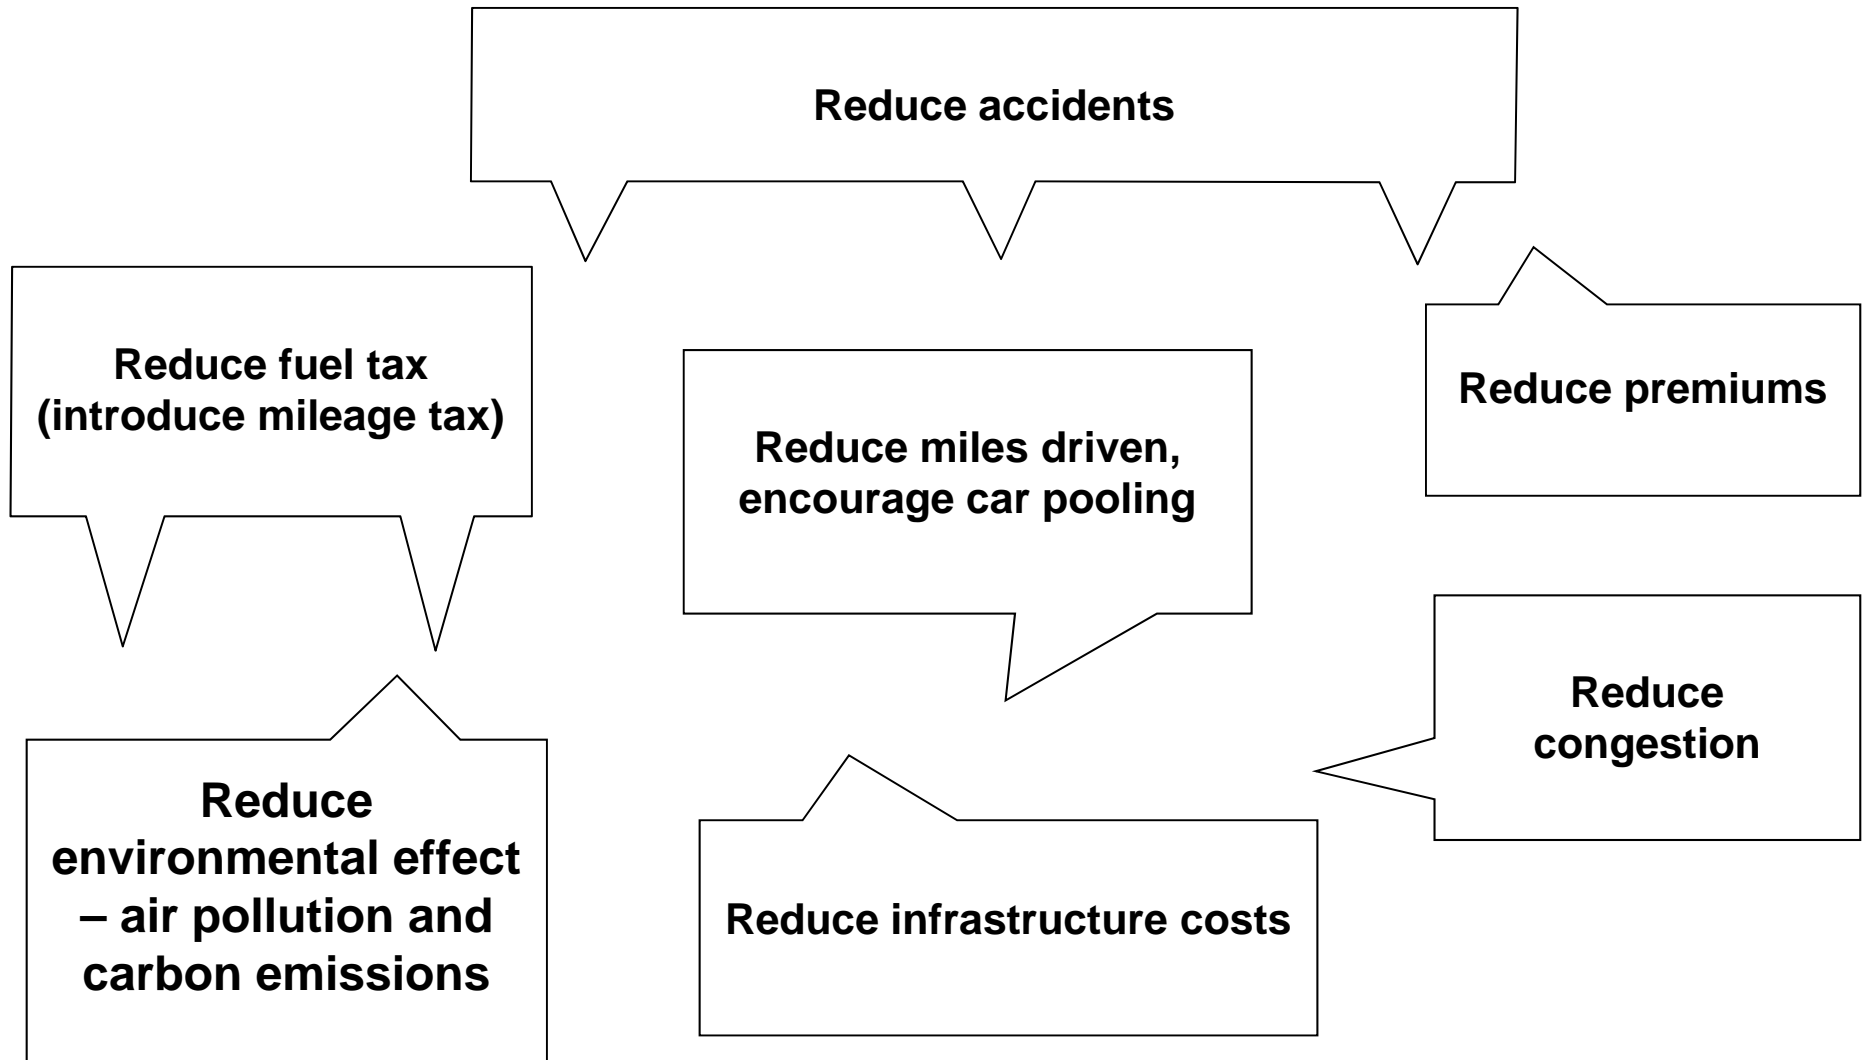 Reduce accidents
Reduce fuel tax
(introduce mileage tax)
Reduce premiums
Reduce miles driven,
encourage car pooling
Reduce
congestion
Reduce
environmental effect
– air pollution and
carbon emissions
Reduce infrastructure costs